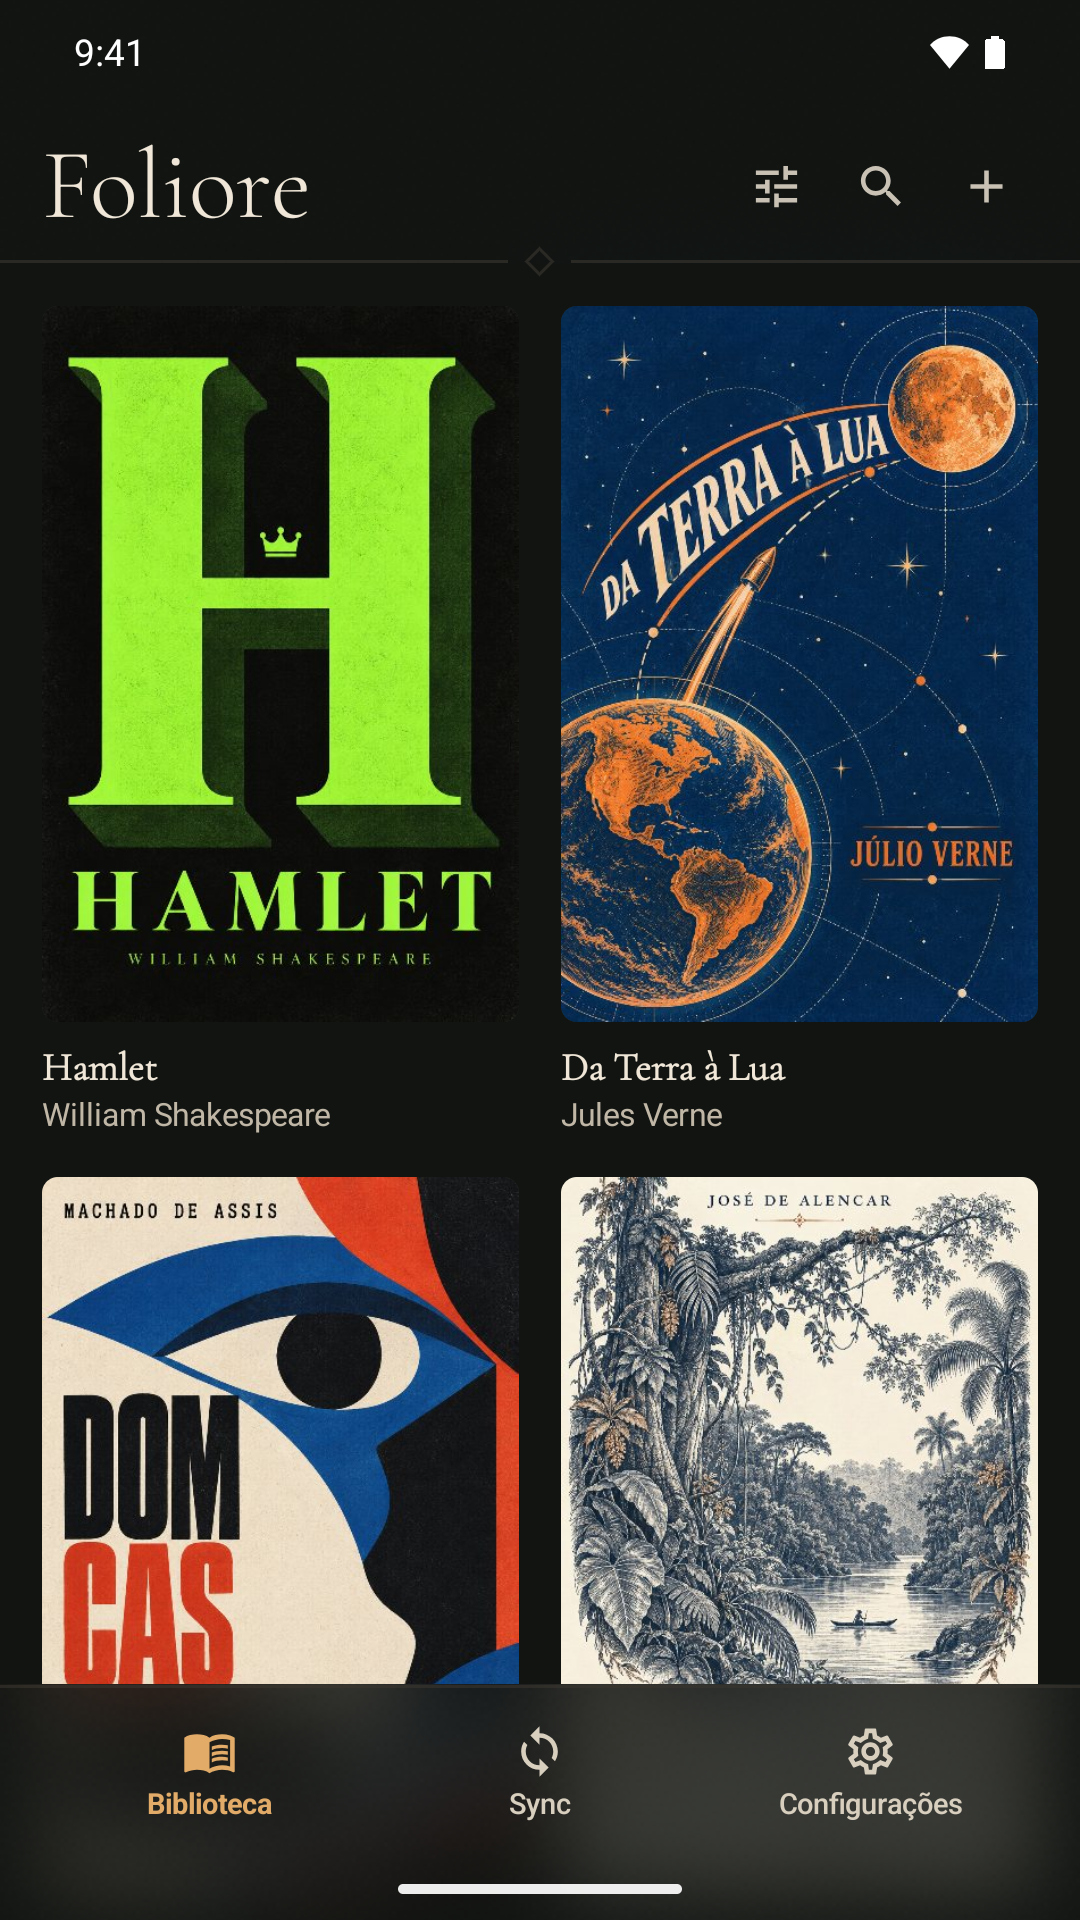 9:41
Foliore
H
HAMLET
WILLIAM SHAKESPEARE
DA TERRA À LUA
JÚLIO VERNE
Hamlet
William Shakespeare
Da Terra à Lua
Jules Verne
MACHADO DE ASSIS
DOM
CAS
JOSÉ DE ALENCAR
Biblioteca
Sync
Configurações